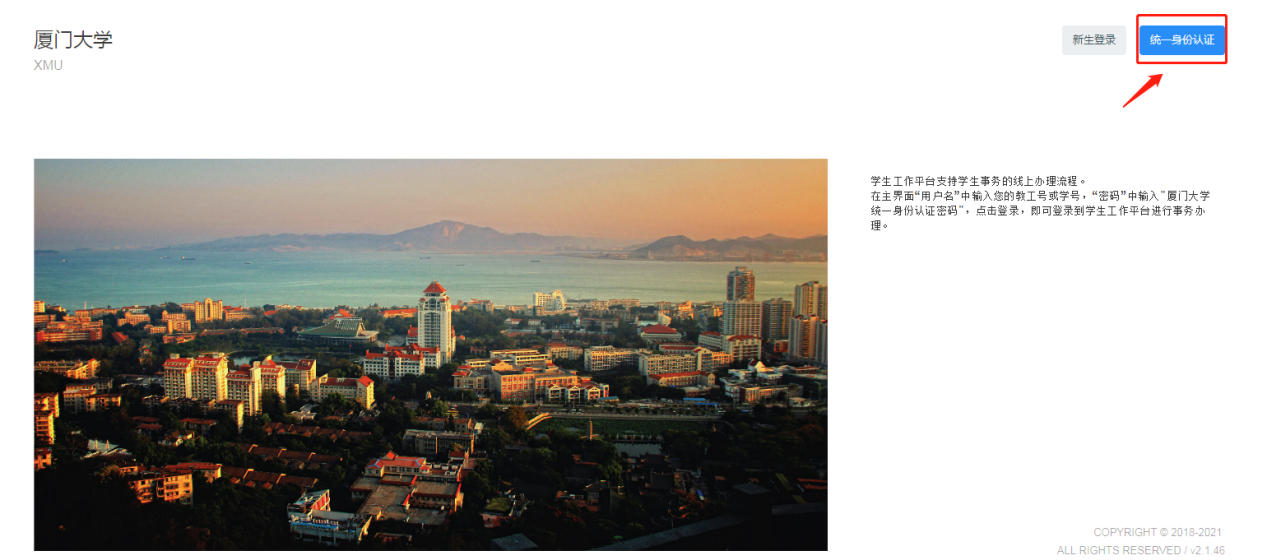 厦门大学
XMU
新生登录
统一身份认证
学生工作平台支持学生事务的线上办理流程。
在主界面“用户名”中输入您的教工号或学号，“密码”中输入"厦门大学
统一身份认证密码"，点击登录，即可登录到学生工作平台进行事务办
理。
COPYRIGHT © 2018-2021
ALL RIGHTS RESERVED / v2.1.46